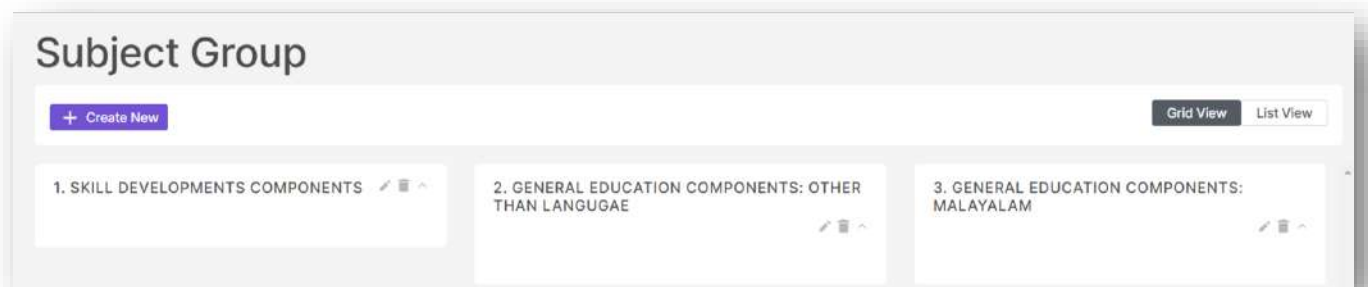 Subject Group
+ Create New
Grid View
List View
1. SKILL DEVELOPMENTS COMPONENTS
2. GENERAL EDUCATION COMPONENTS: OTHER
THAN LANGUGAE
3. GENERAL EDUCATION COMPONENTS:
MALAYALAM